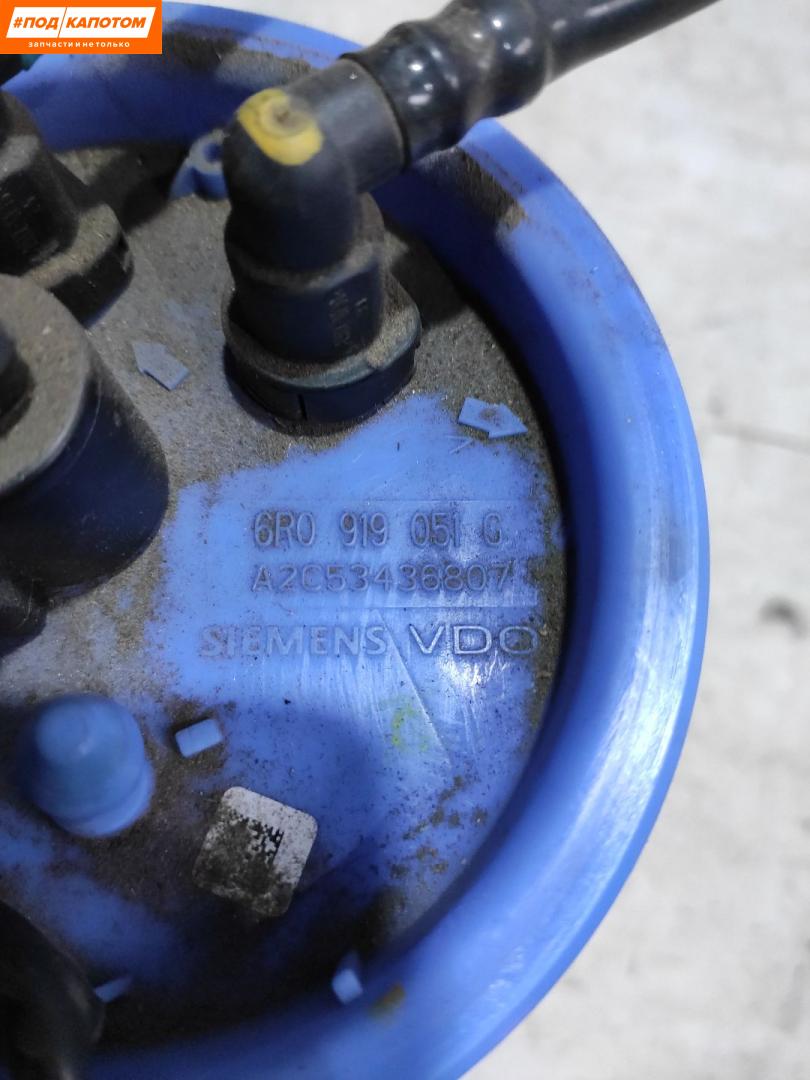 #ПОД КАПОТОМ
запчасти и не только
6R0 919 051 G
A2C53436807
SIEMENS VDO